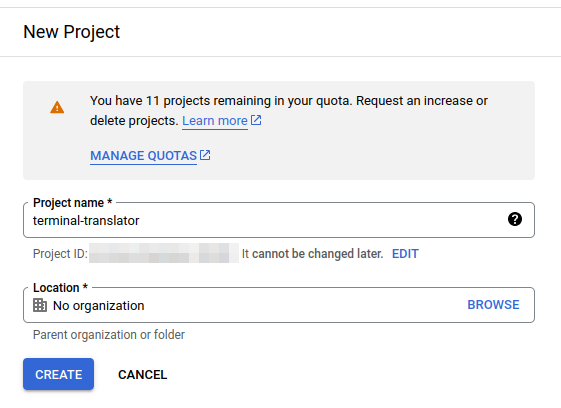 New Project
You have 11 projects remaining in your quota. Request an increase or
delete projects. Learn more
MANAGE QUOTAS
Project name *
terminal-translator
Project ID: It cannot be changed later. EDIT
Location *
No organization BROWSE
Parent organization or folder
CREATE CANCEL